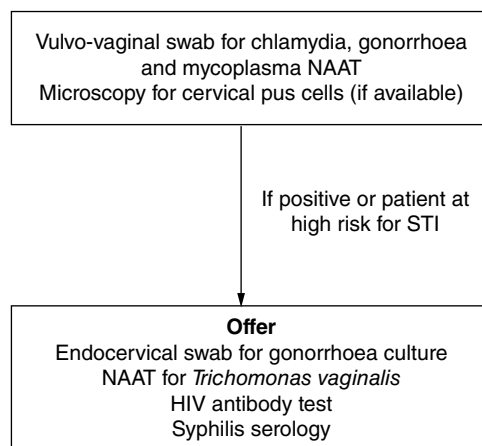 Vulvo-vaginal swab for chlamydia, gonorrhoea
and mycoplasma NAAT
Microscopy for cervical pus cells (if available)
If positive or patient at
high risk for STI
Offer
Endocervical swab for gonorrhoea culture
NAAT for Trichomonas vaginalis
HIV antibody test
Syphilis serology